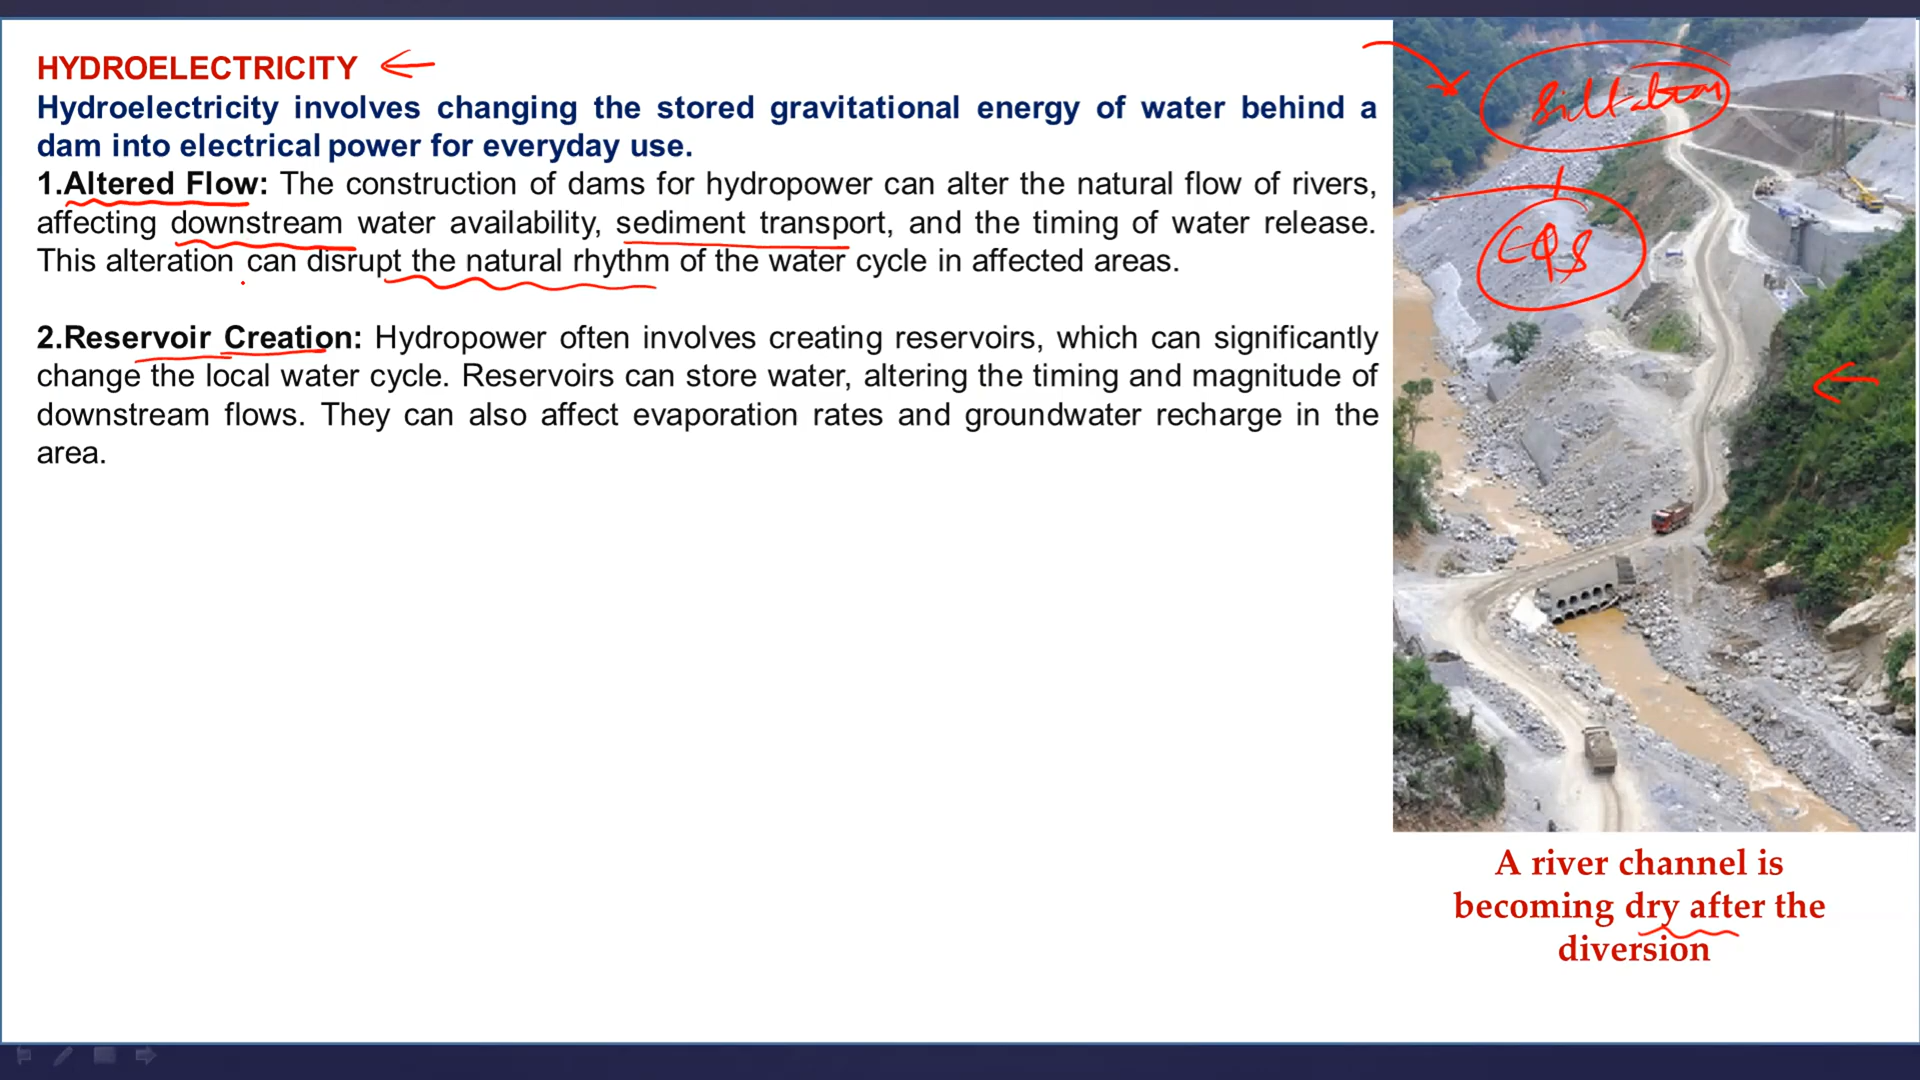 HYDROELECTRICITY
Hydroelectricity involves changing the stored gravitational energy of water behind a
dam into electrical power for everyday use.
1.Altered Flow: The construction of dams for hydropower can alter the natural flow of rivers,
affecting downstream water availability, sediment transport, and the timing of water release.
This alteration can disrupt the natural rhythm of the water cycle in affected areas.
2.Reservoir Creation: Hydropower often involves creating reservoirs, which can significantly
change the local water cycle. Reservoirs can store water, altering the timing and magnitude of
downstream flows. They can also affect evaporation rates and groundwater recharge in the
area.
Siltation
A river channel is
becoming dry after the
diversion